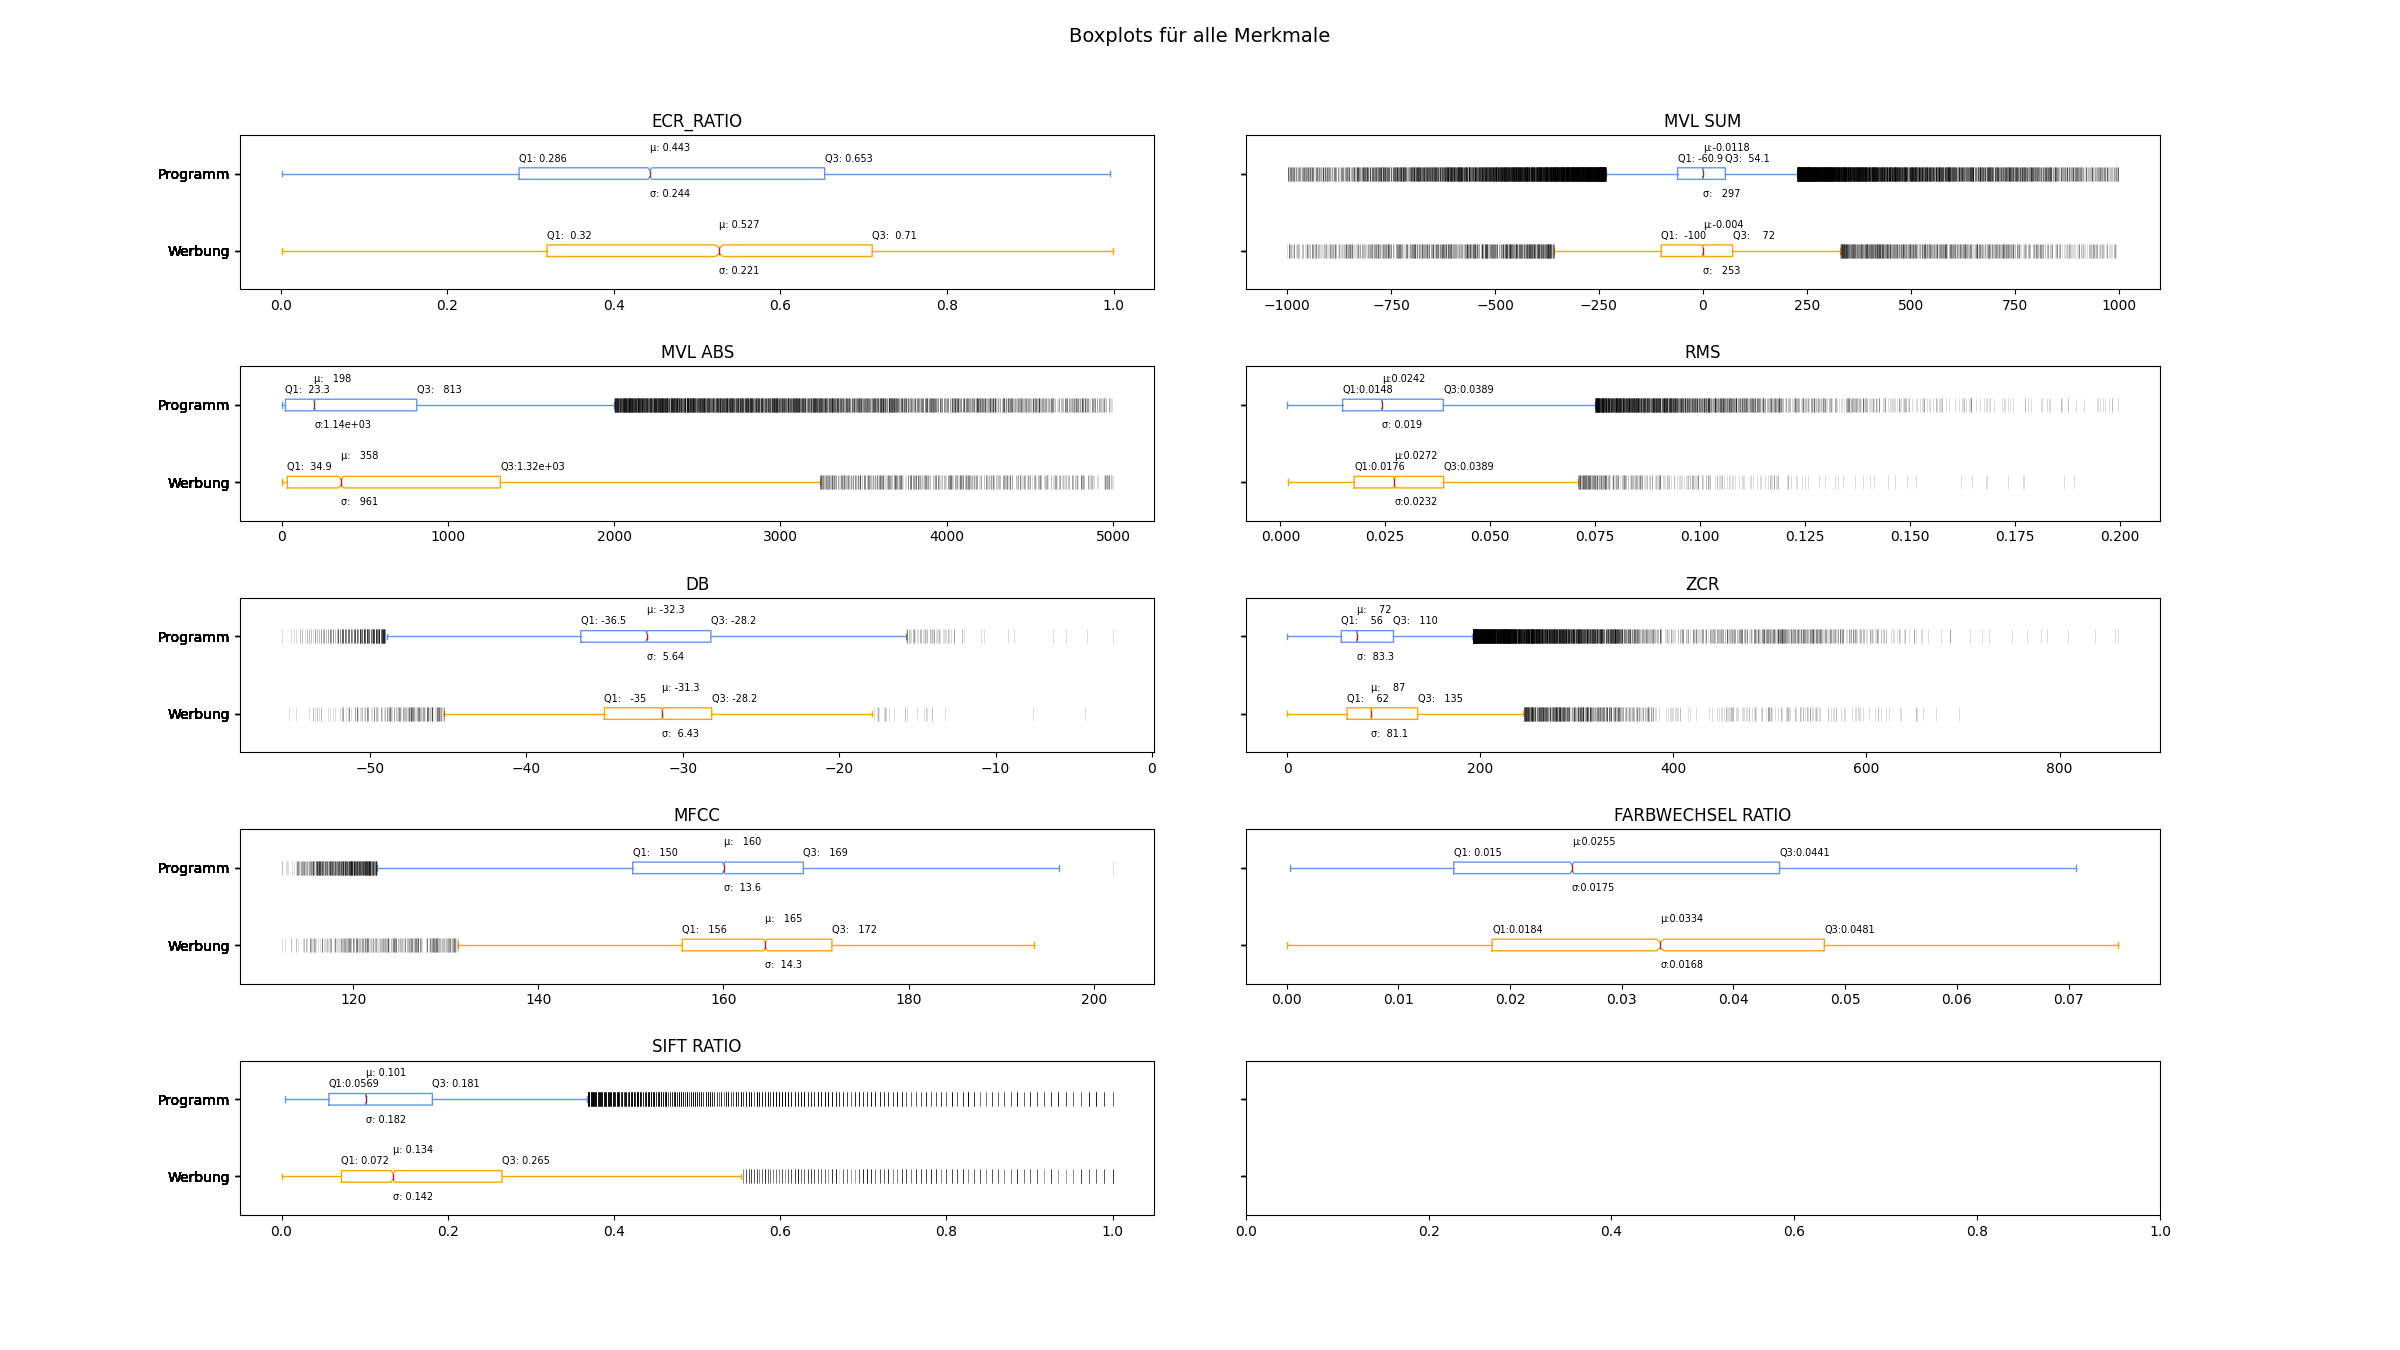 Boxplots für alle Merkmale
ECR_RATIO
μ: 0.443
Q1: 0.286 Q3: 0.653
Programm
σ: 0.244
μ: 0.527
Q1: 0.32 Q3: 0.71
Werbung
σ: 0.221
0.0 0.2 0.4 0.6 0.8 1.0
MVL SUM
μ:-0.0118
Q1: -60.9 Q3: 54.1
σ: 297
μ:-0.004
Q1: -100 Q3: 72
σ: 253
−1000 −750 −500 −250 0 250 500 750 1000
MVL ABS
μ: 198
Q1: 23.3 Q3: 813
Programm
σ:1.14e+03
μ: 358
Q1: 34.9 Q3:1.32e+03
Werbung
σ: 961
0 1000 2000 3000 4000 5000
RMS
μ:0.0242
Q1:0.0148 Q3:0.0389
σ: 0.019
μ:0.0272
Q1:0.0176 Q3:0.0389
σ:0.0232
0.000 0.025 0.050 0.075 0.100 0.125 0.150 0.175 0.200
DB
μ: -32.3
Q1: -36.5 Q3: -28.2
Programm
σ: 5.64
μ: -31.3
Q1: -35 Q3: -28.2
Werbung
σ: 6.43
−50 −40 −30 −20 −10 0
ZCR
μ: 72
Q1: 56 Q3: 110
σ: 83.3
μ: 87
Q1: 62 Q3: 135
σ: 81.1
0 200 400 600 800
MFCC
μ: 160
Q1: 150 Q3: 169
Programm
σ: 13.6
μ: 165
Q1: 156 Q3: 172
Werbung
σ: 14.3
120 140 160 180 200
FARBWECHSEL RATIO
μ:0.0255
Q1: 0.015 Q3:0.0441
σ:0.0175
μ:0.0334
Q1:0.0184 Q3:0.0481
σ:0.0168
0.00 0.01 0.02 0.03 0.04 0.05 0.06 0.07
SIFT RATIO
μ: 0.101
Q1:0.0569 Q3: 0.181
Programm
σ: 0.182
μ: 0.134
Q1: 0.072 Q3: 0.265
Werbung
σ: 0.142
0.0 0.2 0.4 0.6 0.8 1.0
0.0 0.2 0.4 0.6 0.8 1.0